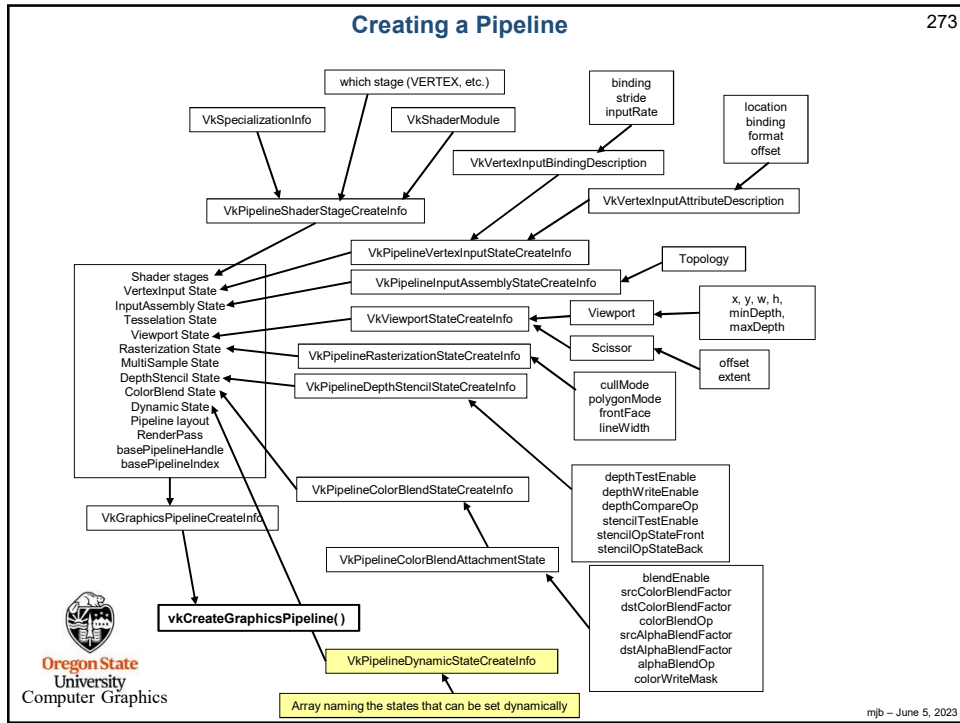 Creating a Pipeline
273
which stage (VERTEX, etc.)
binding
stride
inputRate
location
binding
format
offset
VkSpecializationInfo
VkShaderModule
VkVertexInputBindingDescription
VkVertexInputAttributeDescription
VkPipelineShaderStageCreateInfo
VkPipelineVertexInputStateCreateInfo
Topology
VkPipelineInputAssemblyStateCreateInfo
Shader stages
VertexInput State
InputAssembly State
Tesselation State
Viewport State
Rasterization State
MultiSample State
DepthStencil State
ColorBlend State
Dynamic State
Pipeline layout
RenderPass
basePipelineHandle
basePipelineIndex
VkViewportStateCreateInfo
Viewport
x, y, w, h,
minDepth,
maxDepth
Scissor
offset
extent
VkPipelineRasterizationStateCreateInfo
cullMode
polygonMode
frontFace
lineWidth
VkPipelineDepthStencilStateCreateInfo
depthTestEnable
depthWriteEnable
depthCompareOp
stencilTestEnable
stencilOpStateFront
stencilOpStateBack
VkPipelineColorBlendStateCreateInfo
VkGraphicsPipelineCreateInfo
VkPipelineColorBlendAttachmentState
blendEnable
srcColorBlendFactor
dstColorBlendFactor
colorBlendOp
srcAlphaBlendFactor
dstAlphaBlendFactor
alphaBlendOp
colorWriteMask
vkCreateGraphicsPipeline( )
VkPipelineDynamicStateCreateInfo
Array naming the states that can be set dynamically
Oregon State
University
Computer Graphics
mjb – June 5, 2023